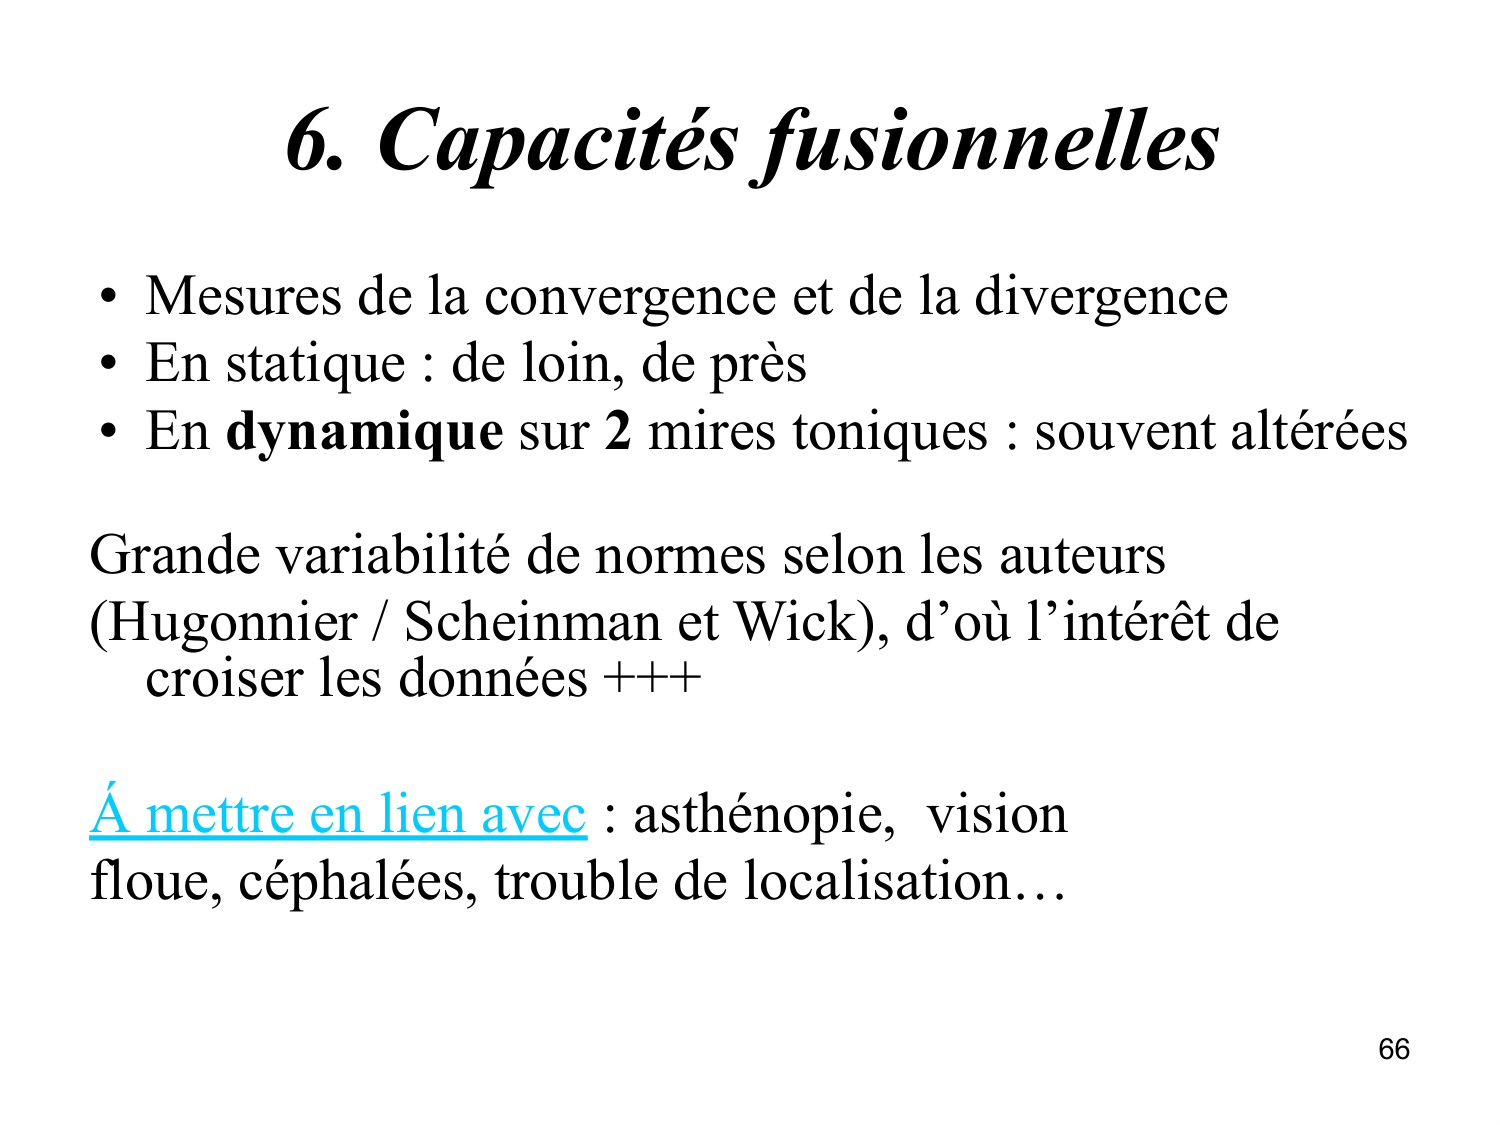 6. Capacités fusionnelles
• Mesures de la convergence et de la divergence
• En statique : de loin, de près
• En dynamique sur 2 mires toniques : souvent altérées
Grande variabilité de normes selon les auteurs
(Hugonnier / Scheinman et Wick), d’où l’intérêt de
croiser les données +++
Á mettre en lien avec : asthénopie,  vision
floue, céphalées, trouble de localisation…
66